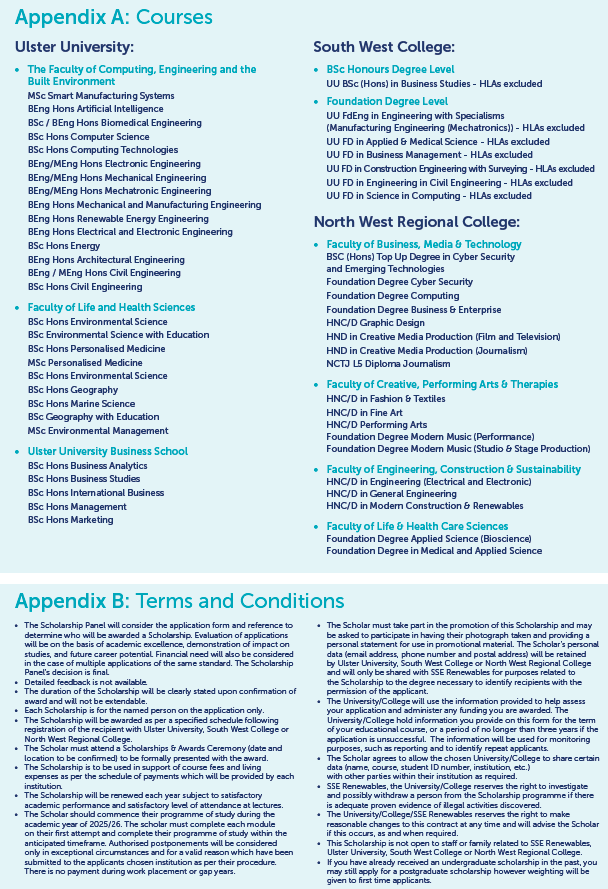 Appendix A: Courses
Ulster University:
• The Faculty of Computing, Engineering and the
Built Environment
MSc Smart Manufacturing Systems
BEng Hons Artificial Intelligence
BSc / BEng Hons Biomedical Engineering
BSc Hons Computer Science
BSc Hons Computing Technologies
BEng/MEng Hons Electronic Engineering
BEng/MEng Hons Mechanical Engineering
BEng/MEng Hons Mechatronic Engineering
BEng Hons Mechanical and Manufacturing Engineering
BEng Hons Renewable Energy Engineering
BEng Hons Electrical and Electronic Engineering
BSc Hons Energy
BEng Hons Architectural Engineering
BEng / MEng Hons Civil Engineering
BSc Hons Civil Engineering
• Faculty of Life and Health Sciences
BSc Hons Environmental Science
BSc Environmental Science with Education
BSc Hons Personalised Medicine
MSc Personalised Medicine
BSc Hons Environmental Science
BSc Hons Geography
BSc Hons Marine Science
BSc Geography with Education
MSc Environmental Management
• Ulster University Business School
BSc Hons Business Analytics
BSc Hons Business Studies
BSc Hons International Business
BSc Hons Management
BSc Hons Marketing
South West College:
• BSc Honours Degree Level
UU BSc (Hons) in Business Studies - HLAs excluded
• Foundation Degree Level
UU FdEng in Engineering with Specialisms
(Manufacturing Engineering (Mechatronics)) - HLAs excluded
UU FD in Applied & Medical Science - HLAs excluded
UU FD in Business Management - HLAs excluded
UU FD in Construction Engineering with Surveying - HLAs excluded
UU FD in Engineering in Civil Engineering - HLAs excluded
UU FD in Science in Computing - HLAs excluded
North West Regional College:
• Faculty of Business, Media & Technology
BSC (Hons) Top Up Degree in Cyber Security
and Emerging Technologies
Foundation Degree Cyber Security
Foundation Degree Computing
Foundation Degree Business & Enterprise
HNC/D Graphic Design
HND in Creative Media Production (Film and Television)
HND in Creative Media Production (Journalism)
NCTJ L5 Diploma Journalism
• Faculty of Creative, Performing Arts & Therapies
HNC/D in Fashion & Textiles
HNC/D in Fine Art
HNC/D Performing Arts
Foundation Degree Modern Music (Performance)
Foundation Degree Modern Music (Studio & Stage Production)
• Faculty of Engineering, Construction & Sustainability
HNC/D in Engineering (Electrical and Electronic)
HNC/D in General Engineering
HNC/D in Modern Construction & Renewables
• Faculty of Life & Health Care Sciences
Foundation Degree Applied Science (Bioscience)
Foundation Degree in Medical and Applied Science
Appendix B: Terms and Conditions
• The Scholarship Panel will consider the application form and reference to
determine who will be awarded a Scholarship. Evaluation of applications
will be on the basis of academic excellence, demonstration of impact on
studies, and future career potential. Financial need will also be considered
in the case of multiple applications of the same standard. The Scholarship
Panel's decision is final.
• Detailed feedback is not available.
• The duration of the Scholarship will be clearly stated upon confirmation of
award and will not be extendable.
• Each Scholarship is for the named person on the application only.
• The Scholarship will be awarded as per a specified schedule following
registration of the recipient with Ulster University, South West College or
North West Regional College.
• The Scholar must attend a Scholarships & Awards Ceremony (date and
location to be confirmed) to be formally presented with the award.
• The Scholarship is to be used in support of course fees and living
expenses as per the schedule of payments which will be provided by each
institution.
• The Scholarship will be renewed each year subject to satisfactory
academic performance and satisfactory level of attendance at lectures.
• The Scholar should commence their programme of study during the
academic year of 2025/26. The scholar must complete each module
on their first attempt and complete their programme of study within the
anticipated timeframe. Authorised postponements will be considered
only in exceptional circumstances and for a valid reason which have been
submitted to the applicants chosen institution as per their procedure.
There is no payment during work placement or gap years.
• The Scholar must take part in the promotion of this Scholarship and may
be asked to participate in having their photograph taken and providing a
personal statement for use in promotional material. The Scholar's personal
data (email address, phone number and postal address) will be retained
by Ulster University, South West College or North West Regional College
and will only be shared with SSE Renewables for purposes related to
the Scholarship to the degree necessary to identify recipients with the
permission of the applicant.
• The University/College will use the information provided to help assess
your application and administer any funding you are awarded. The
University/College hold information you provide on this form for the term
of your educational course, or a period of no longer than three years if the
application is unsuccessful. The information will be used for monitoring
purposes, such as reporting and to identify repeat applicants.
• The Scholar agrees to allow the chosen University/College to share certain
data (name, course, student ID number, institution, etc.)
with other parties within their institution as required.
• SSE Renewables, the University/College reserves the right to investigate
and possibly withdraw a person from the Scholarship programme if there
is adequate proven evidence of illegal activities discovered.
• The University/College/SSE Renewables reserves the right to make
reasonable changes to this contract at any time and will advise the Scholar
if this occurs, as and when required.
• This Scholarship is not open to staff or family related to SSE Renewables,
Ulster University, South West College or North West Regional College.
• If you have already received an undergraduate scholarship in the past, you
may still apply for a postgraduate scholarship however weighting will be
given to first time applicants.